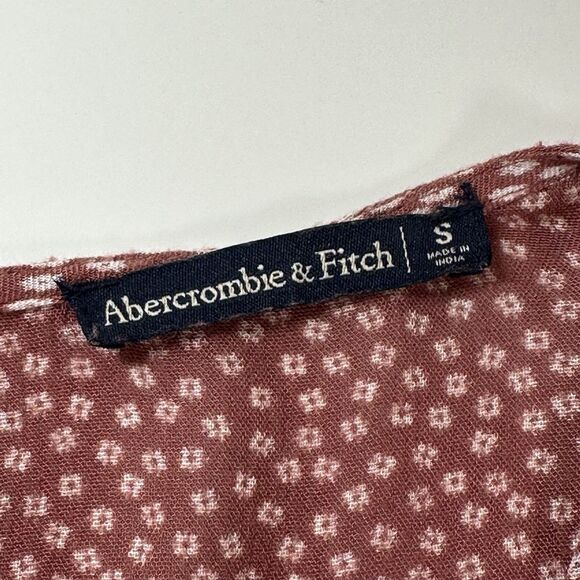 Abercrombie & Fitch
S
MADE IN
INDIA